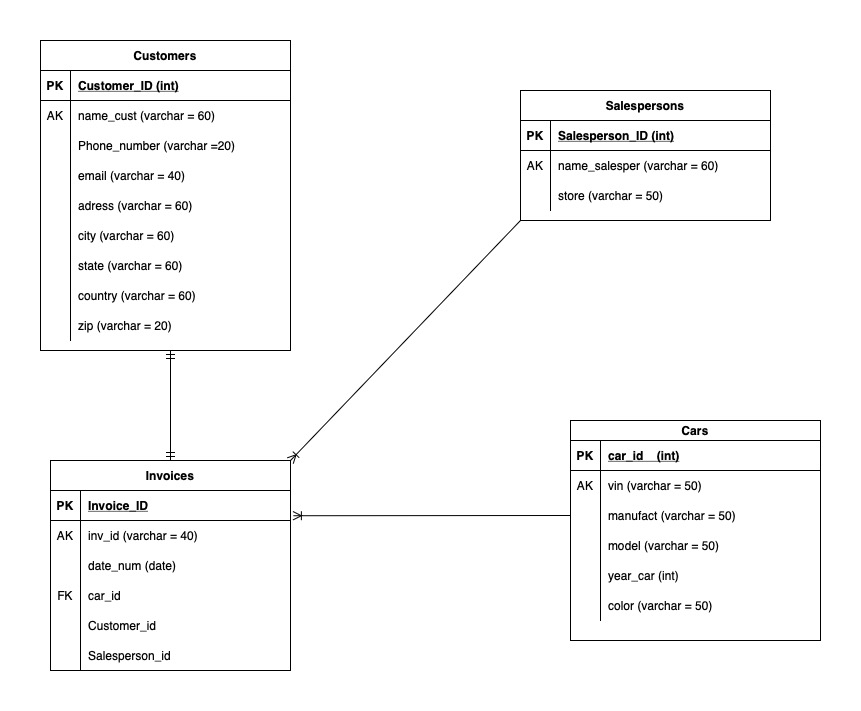 Customers
PK Customer_ID (int)
AK name_cust (varchar = 60)
Phone_number (varchar =20)
email (varchar = 40)
adress (varchar = 60)
city (varchar = 60)
state (varchar = 60)
country (varchar = 60)
zip (varchar = 20)
Salespersons
PK Salesperson_ID (int)
AK name_salesper (varchar = 60)
store (varchar = 50)
Invoices
PK Invoice_ID
AK inv_id (varchar = 40)
date_num (date)
FK car_id
Customer_id
Salesperson_id
Cars
PK car_id (int)
AK vin (varchar = 50)
manufact (varchar = 50)
model (varchar = 50)
year_car (int)
color (varchar = 50)